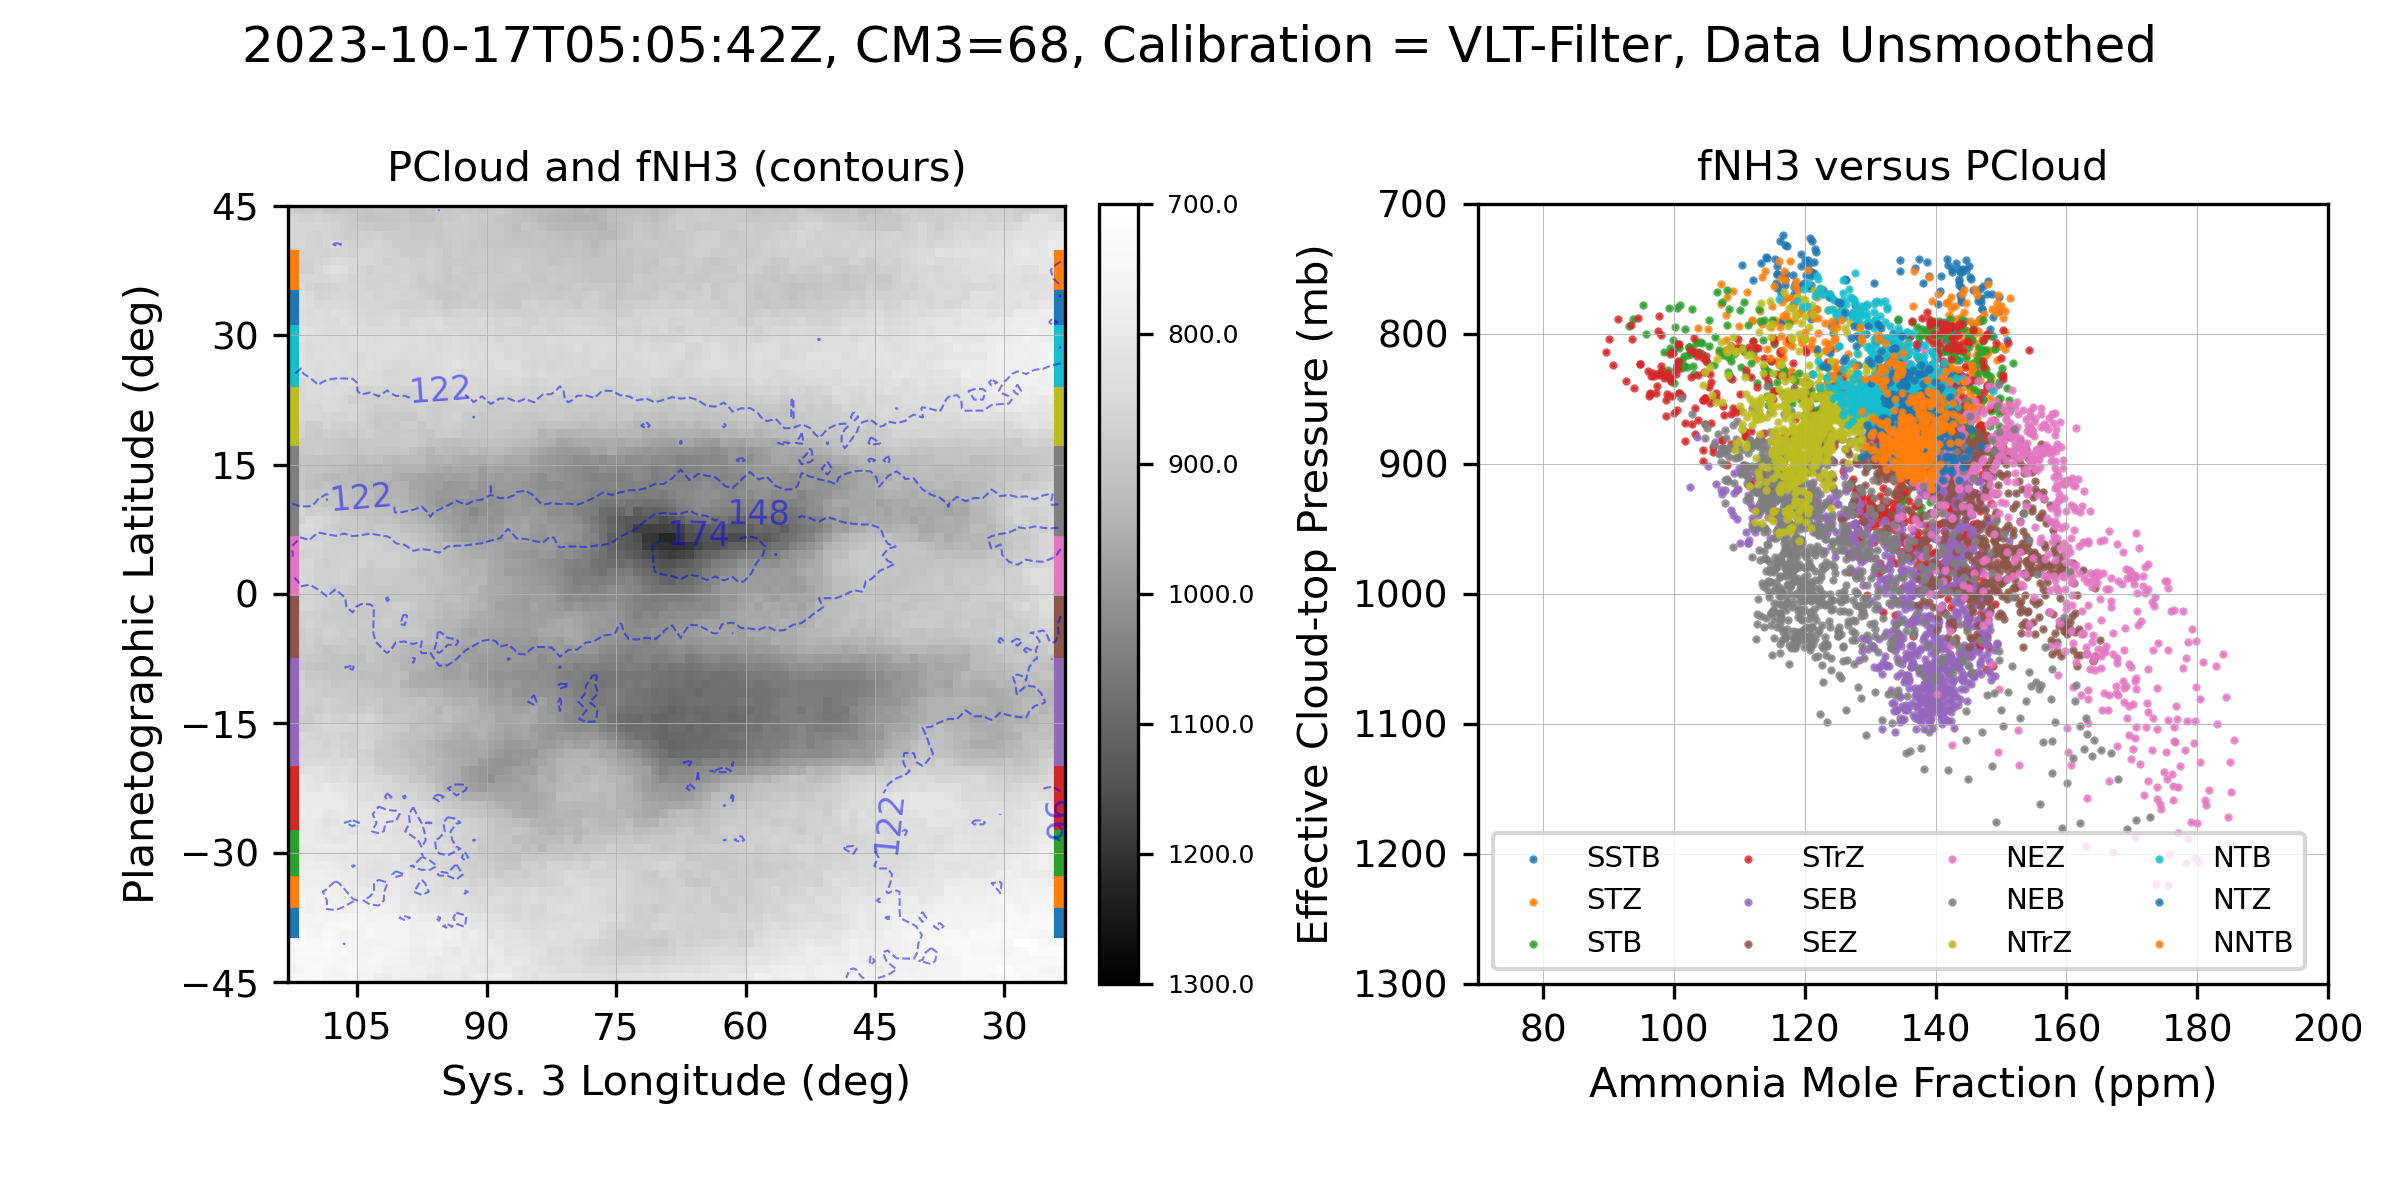 2023-10-17T05:05:42Z, CM3=68, Calibration = VLT-Filter, Data Unsmoothed
PCloud and fNH3 (contours)
45
30
15
0
−15
−30
−45
Planetographic Latitude (deg)
122
122
148
174
122
96
105
90
75
60
45
30
Sys. 3 Longitude (deg)
700.0
800.0
900.0
1000.0
1100.0
1200.0
1300.0
fNH3 versus PCloud
700
800
900
1000
1100
1200
1300
Effective Cloud-top Pressure (mb)
SSTB
STZ
STB
STrZ
SEB
SEZ
NEZ
NEB
NTrZ
NTB
NTZ
NNTB
80
100
120
140
160
180
200
Ammonia Mole Fraction (ppm)